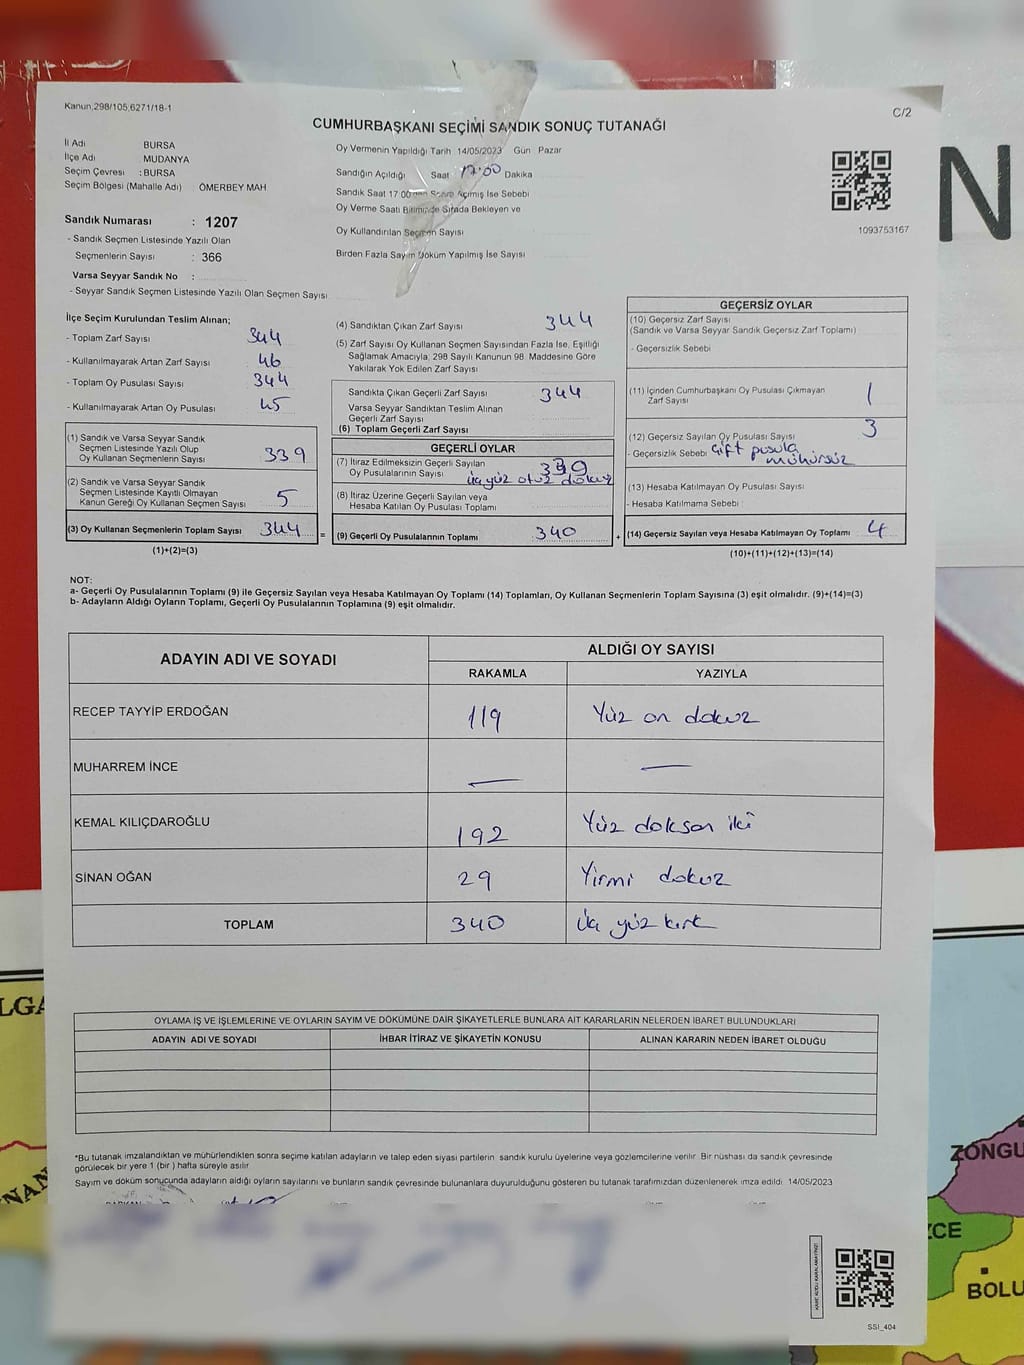 Kanun;298/105;6271/18-1
C/2
CUMHURBAŞKANI SEÇİMİ SANDIK SONUÇ TUTANAĞI
İl Adı BURSA
İlçe Adı MUDANYA
Seçim Çevresi : BURSA
Seçim Bölgesi (Mahalle Adı) ÖMERBEY MAH
Sandık Numarası : 1207
- Sandık Seçmen Listesinde Yazılı Olan
Seçmenlerin Sayısı : 366
Varsa Seyyar Sandık No :
- Seyyar Sandık Seçmen Listesinde Yazılı Olan Seçmen Sayısı
Oy Vermenin Yapıldığı Tarih 14/05/2023 Gün Pazar
Sandığın Açıldığı Saat 17:00 Dakika
Sandık Saat 17:00'den Sonra Açmış İse Sebebi
Oy Verme Saati Bitiminde Sırada Bekleyen ve
Oy Kullandırılan Seçmen Sayısı
Birden Fazla Sayım Döküm Yapılmış İse Sayısı
1093753167
N
İlçe Seçim Kurulundan Teslim Alınan;
- Toplam Zarf Sayısı 344
- Kullanılmayarak Artan Zarf Sayısı 46
- Toplam Oy Pusulası Sayısı 344
- Kullanılmayarak Artan Oy Pusulası 45
(1) Sandık ve Varsa Seyyar Sandık
Seçmen Listesinde Yazılı Olup
Oy Kullanan Seçmenlerin Sayısı 339
(2) Sandık ve Varsa Seyyar Sandık
Seçmen Listesinde Kayıtlı Olmayan
Kanun Gereği Oy Kullanan Seçmen Sayısı 5
(3) Oy Kullanan Seçmenlerin Toplam Sayısı 344 =
(1)+(2)=(3)
(4) Sandıktan Çıkan Zarf Sayısı 344
(5) Zarf Sayısı Oy Kullanan Seçmen Sayısından Fazla İse, Eşitliği
Sağlamak Amacıyla, 298 Sayılı Kanunun 98. Maddesine Göre
Yakılarak Yok Edilen Zarf Sayısı
Sandıkta Çıkan Geçerli Zarf Sayısı 344
Varsa Seyyar Sandıktan Teslim Alınan
Geçerli Zarf Sayısı
(6) Toplam Geçerli Zarf Sayısı
GEÇERLİ OYLAR
(7) İtiraz Edilmeksizin Geçerli Sayılan
Oy Pusulalarının Sayısı 339
üçyüz otuz dokuz
(8) İtiraz Üzerine Geçerli Sayılan veya
Hesaba Katılan Oy Pusulaları Toplamı
(9) Geçerli Oy Pusulalarının Toplamı 340 +
GEÇERSİZ OYLAR
(10) Geçersiz Zarf Sayısı
(Sandık ve Varsa Seyyar Sandık Geçersiz Zarf Toplamı)
- Geçersizlik Sebebi
(11) İçinden Cumhurbaşkanı Oy Pusulası Çıkmayan
Zarf Sayısı 1
(12) Geçersiz Sayılan Oy Pusulası Sayısı 3
- Geçersizlik Sebebi Çift pusula
mühürsüz
(13) Hesaba Katılmayan Oy Pusulası Sayısı
- Hesaba Katılmama Sebebi
(14) Geçersiz Sayılan veya Hesaba Katılmayan Oy Toplamı 4
(10)+(11)+(12)+(13)=(14)
NOT:
a- Geçerli Oy Pusulalarının Toplamı (9) ile Geçersiz Sayılan veya Hesaba Katılmayan Oy Toplamı (14) Toplamları, Oy Kullanan Seçmenlerin Toplam Sayısına (3) eşit olmalıdır. (9)+(14)=(3)
b- Adayların Aldığı Oyların Toplamı, Geçerli Oy Pusulalarının Toplamına (9) eşit olmalıdır.
ADAYIN ADI VE SOYADI
ALDIĞI OY SAYISI
RAKAMLA YAZIYLA
RECEP TAYYİP ERDOĞAN 119 Yüz on dokuz
MUHARREM İNCE — —
KEMAL KILIÇDAROĞLU 192 Yüz doksan iki
SİNAN OĞAN 29 Yirmi dokuz
TOPLAM 340 Üç yüz kırk
OYLAMA İŞ VE İŞLEMLERİNE VE OYLARIN SAYIM VE DÖKÜMÜNE DAİR ŞİKAYETLERLE BUNLARA AİT KARARLARIN NELERDEN İBARET BULUNDUKLARI
ADAYIN ADI VE SOYADI İHBAR İTİRAZ VE ŞİKAYETİN KONUSU ALINAN KARARIN NEDEN İBARET OLDUĞU
*Bu tutanak imzalandıktan ve mühürlendikten sonra seçime katılan adayların ve talep eden siyasi partilerin sandık kurulu üyelerine veya gözlemcilerine verilir. Bir nüshası da sandık çevresinde
görülecek bir yere 1 (bir) hafta süreyle asılır.
Sayım ve döküm sonucunda adayların aldığı oyların sayılarını ve bunların sandık çevresinde bulunanlara duyurulduğunu gösteren bu tutanak tarafımızdan düzenlenerek imza edildi. 14/05/2023
SSI_404
LGA
NAN
ZONGU
CE
BOLU